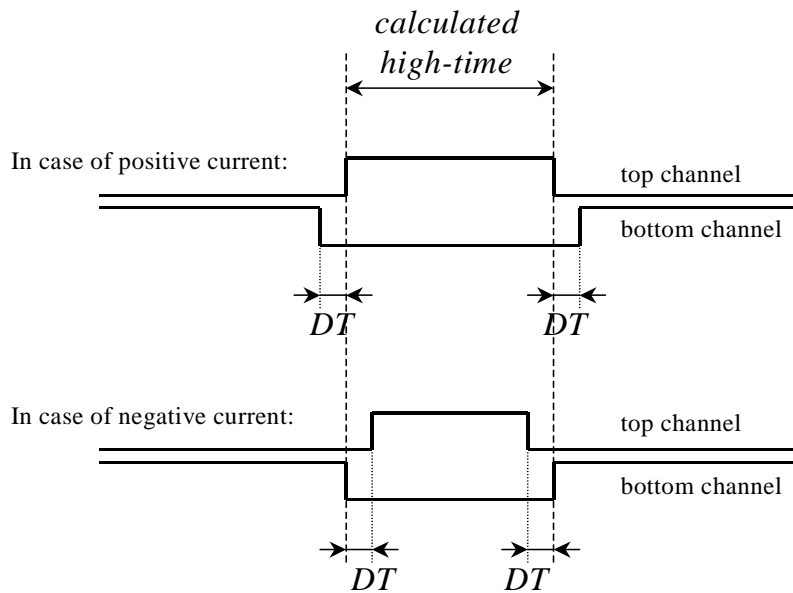 calculated
high-time
In case of positive current:
top channel
bottom channel
DT
DT
In case of negative current:
top channel
bottom channel
DT
DT